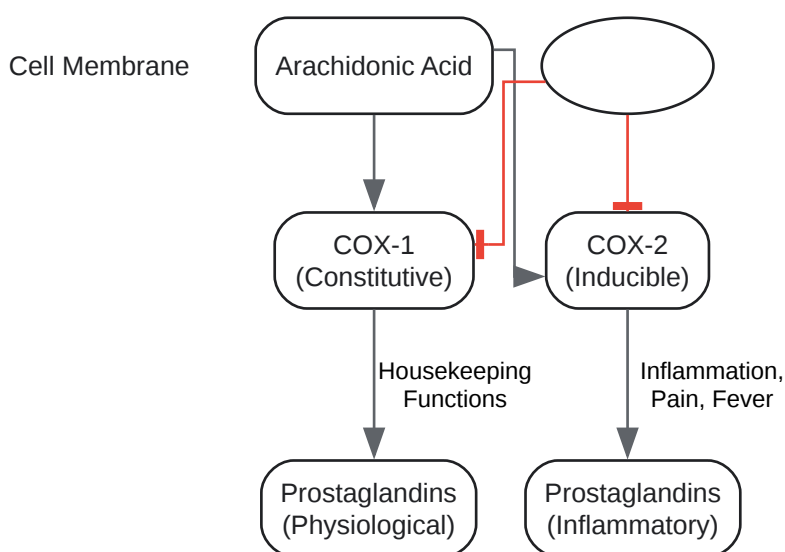 Cell Membrane
Arachidonic Acid
COX-1
(Constitutive)
COX-2
(Inducible)
Housekeeping
Functions
Inflammation,
Pain, Fever
Prostaglandins
(Physiological)
Prostaglandins
(Inflammatory)